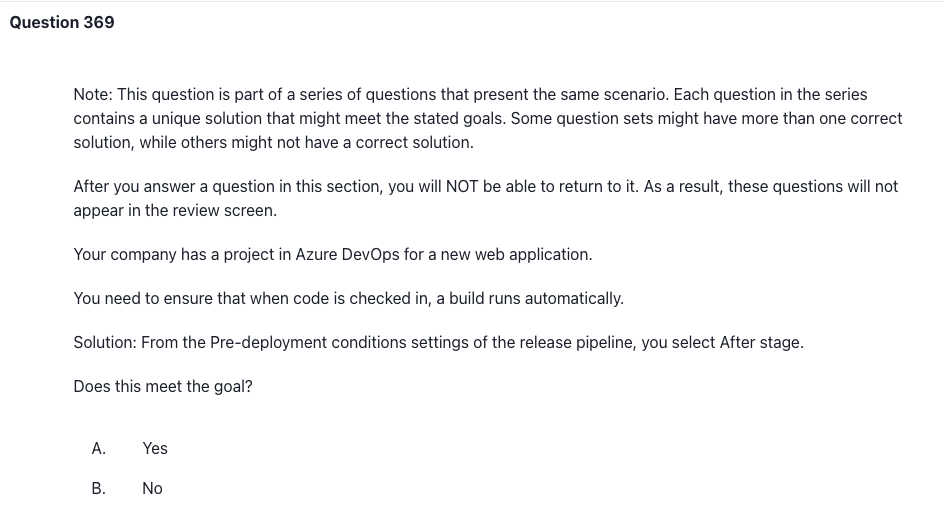 Question 369
Note: This question is part of a series of questions that present the same scenario. Each question in the series
contains a unique solution that might meet the stated goals. Some question sets might have more than one correct
solution, while others might not have a correct solution.
After you answer a question in this section, you will NOT be able to return to it. As a result, these questions will not
appear in the review screen.
Your company has a project in Azure DevOps for a new web application.
You need to ensure that when code is checked in, a build runs automatically.
Solution: From the Pre-deployment conditions settings of the release pipeline, you select After stage.
Does this meet the goal?
A. Yes
B. No